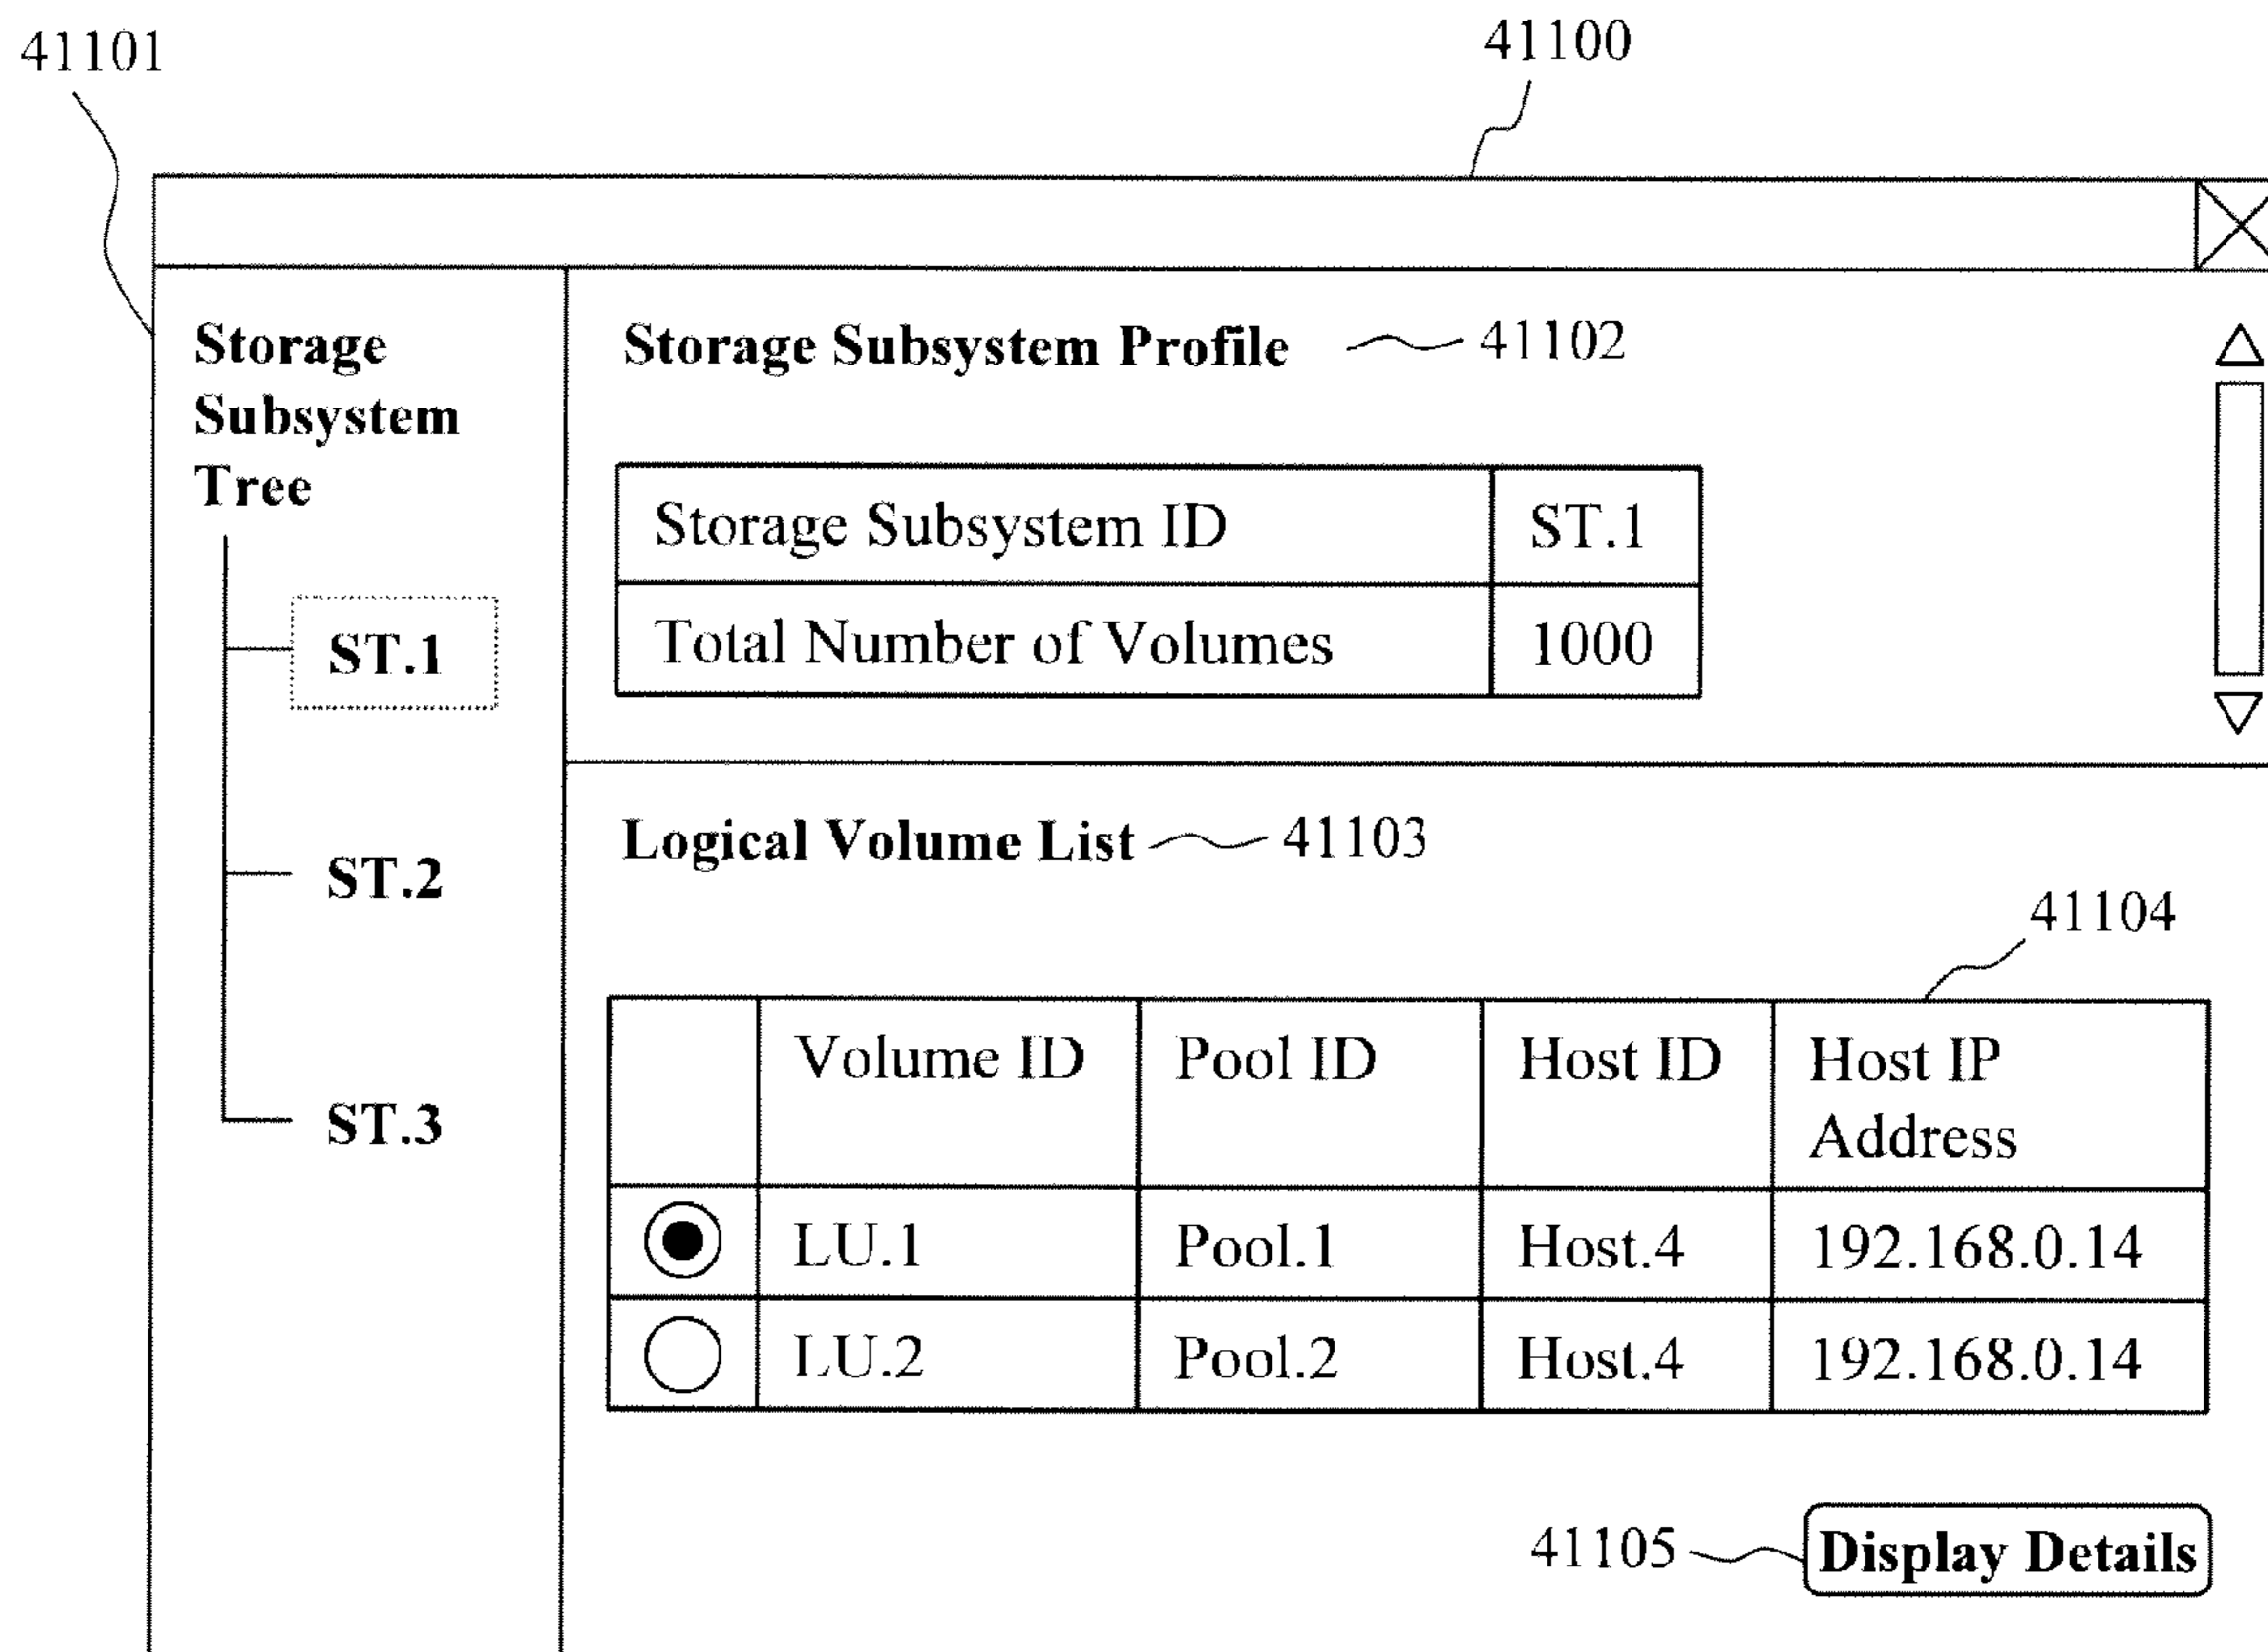 41101
41100
Storage
Subsystem
Tree
ST.1
ST.2
ST.3
Storage Subsystem Profile 41102
Storage Subsystem ID ST.1
Total Number of Volumes 1000
Logical Volume List 41103
41104
Volume ID Pool ID Host ID Host IP
Address
LU.1 Pool.1 Host.4 192.168.0.14
LU.2 Pool.2 Host.4 192.168.0.14
41105 Display Details